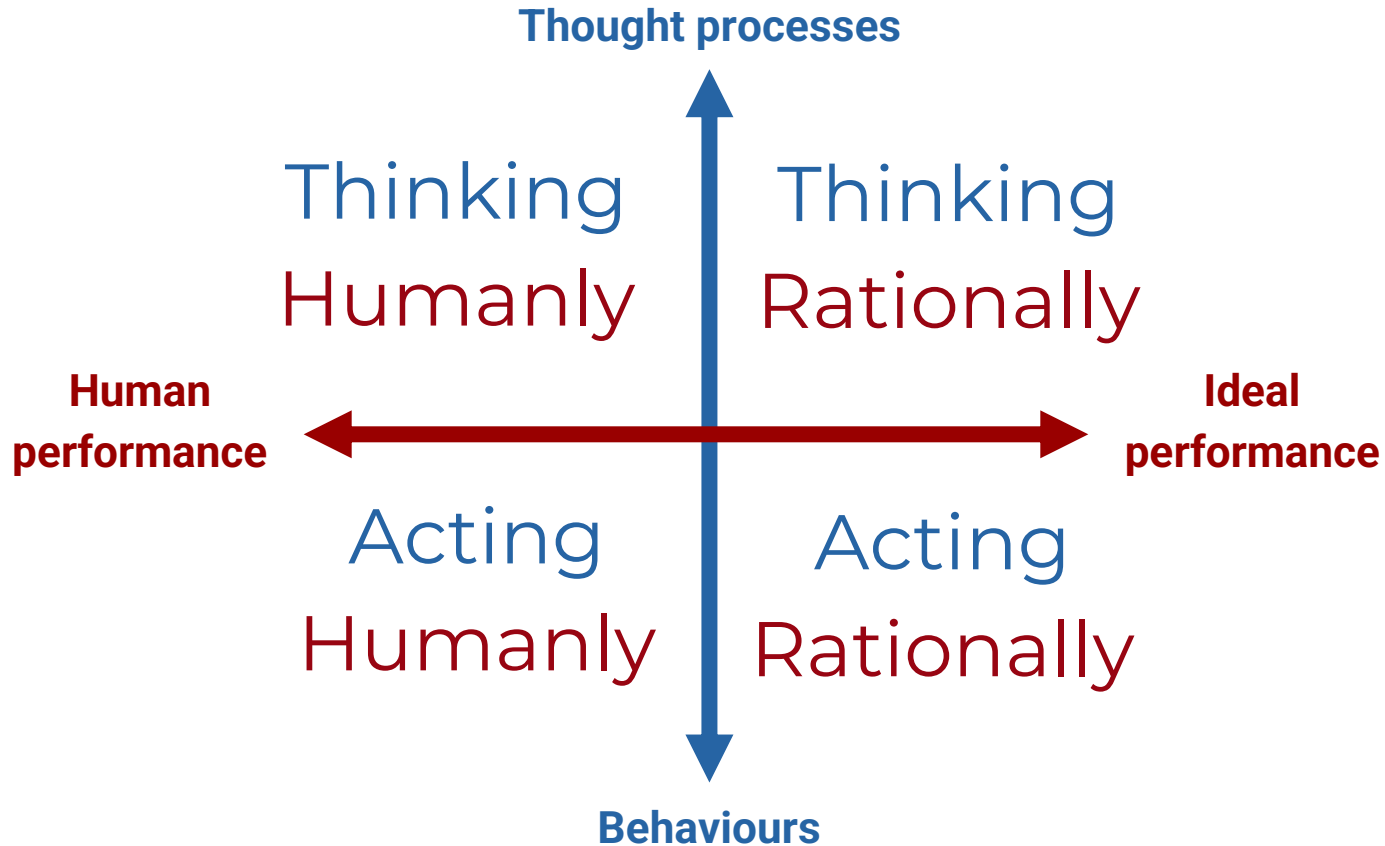 Thought processes
Thinking
Humanly
Thinking
Rationally
Human
performance
Ideal
performance
Acting
Humanly
Acting
Rationally
Behaviours